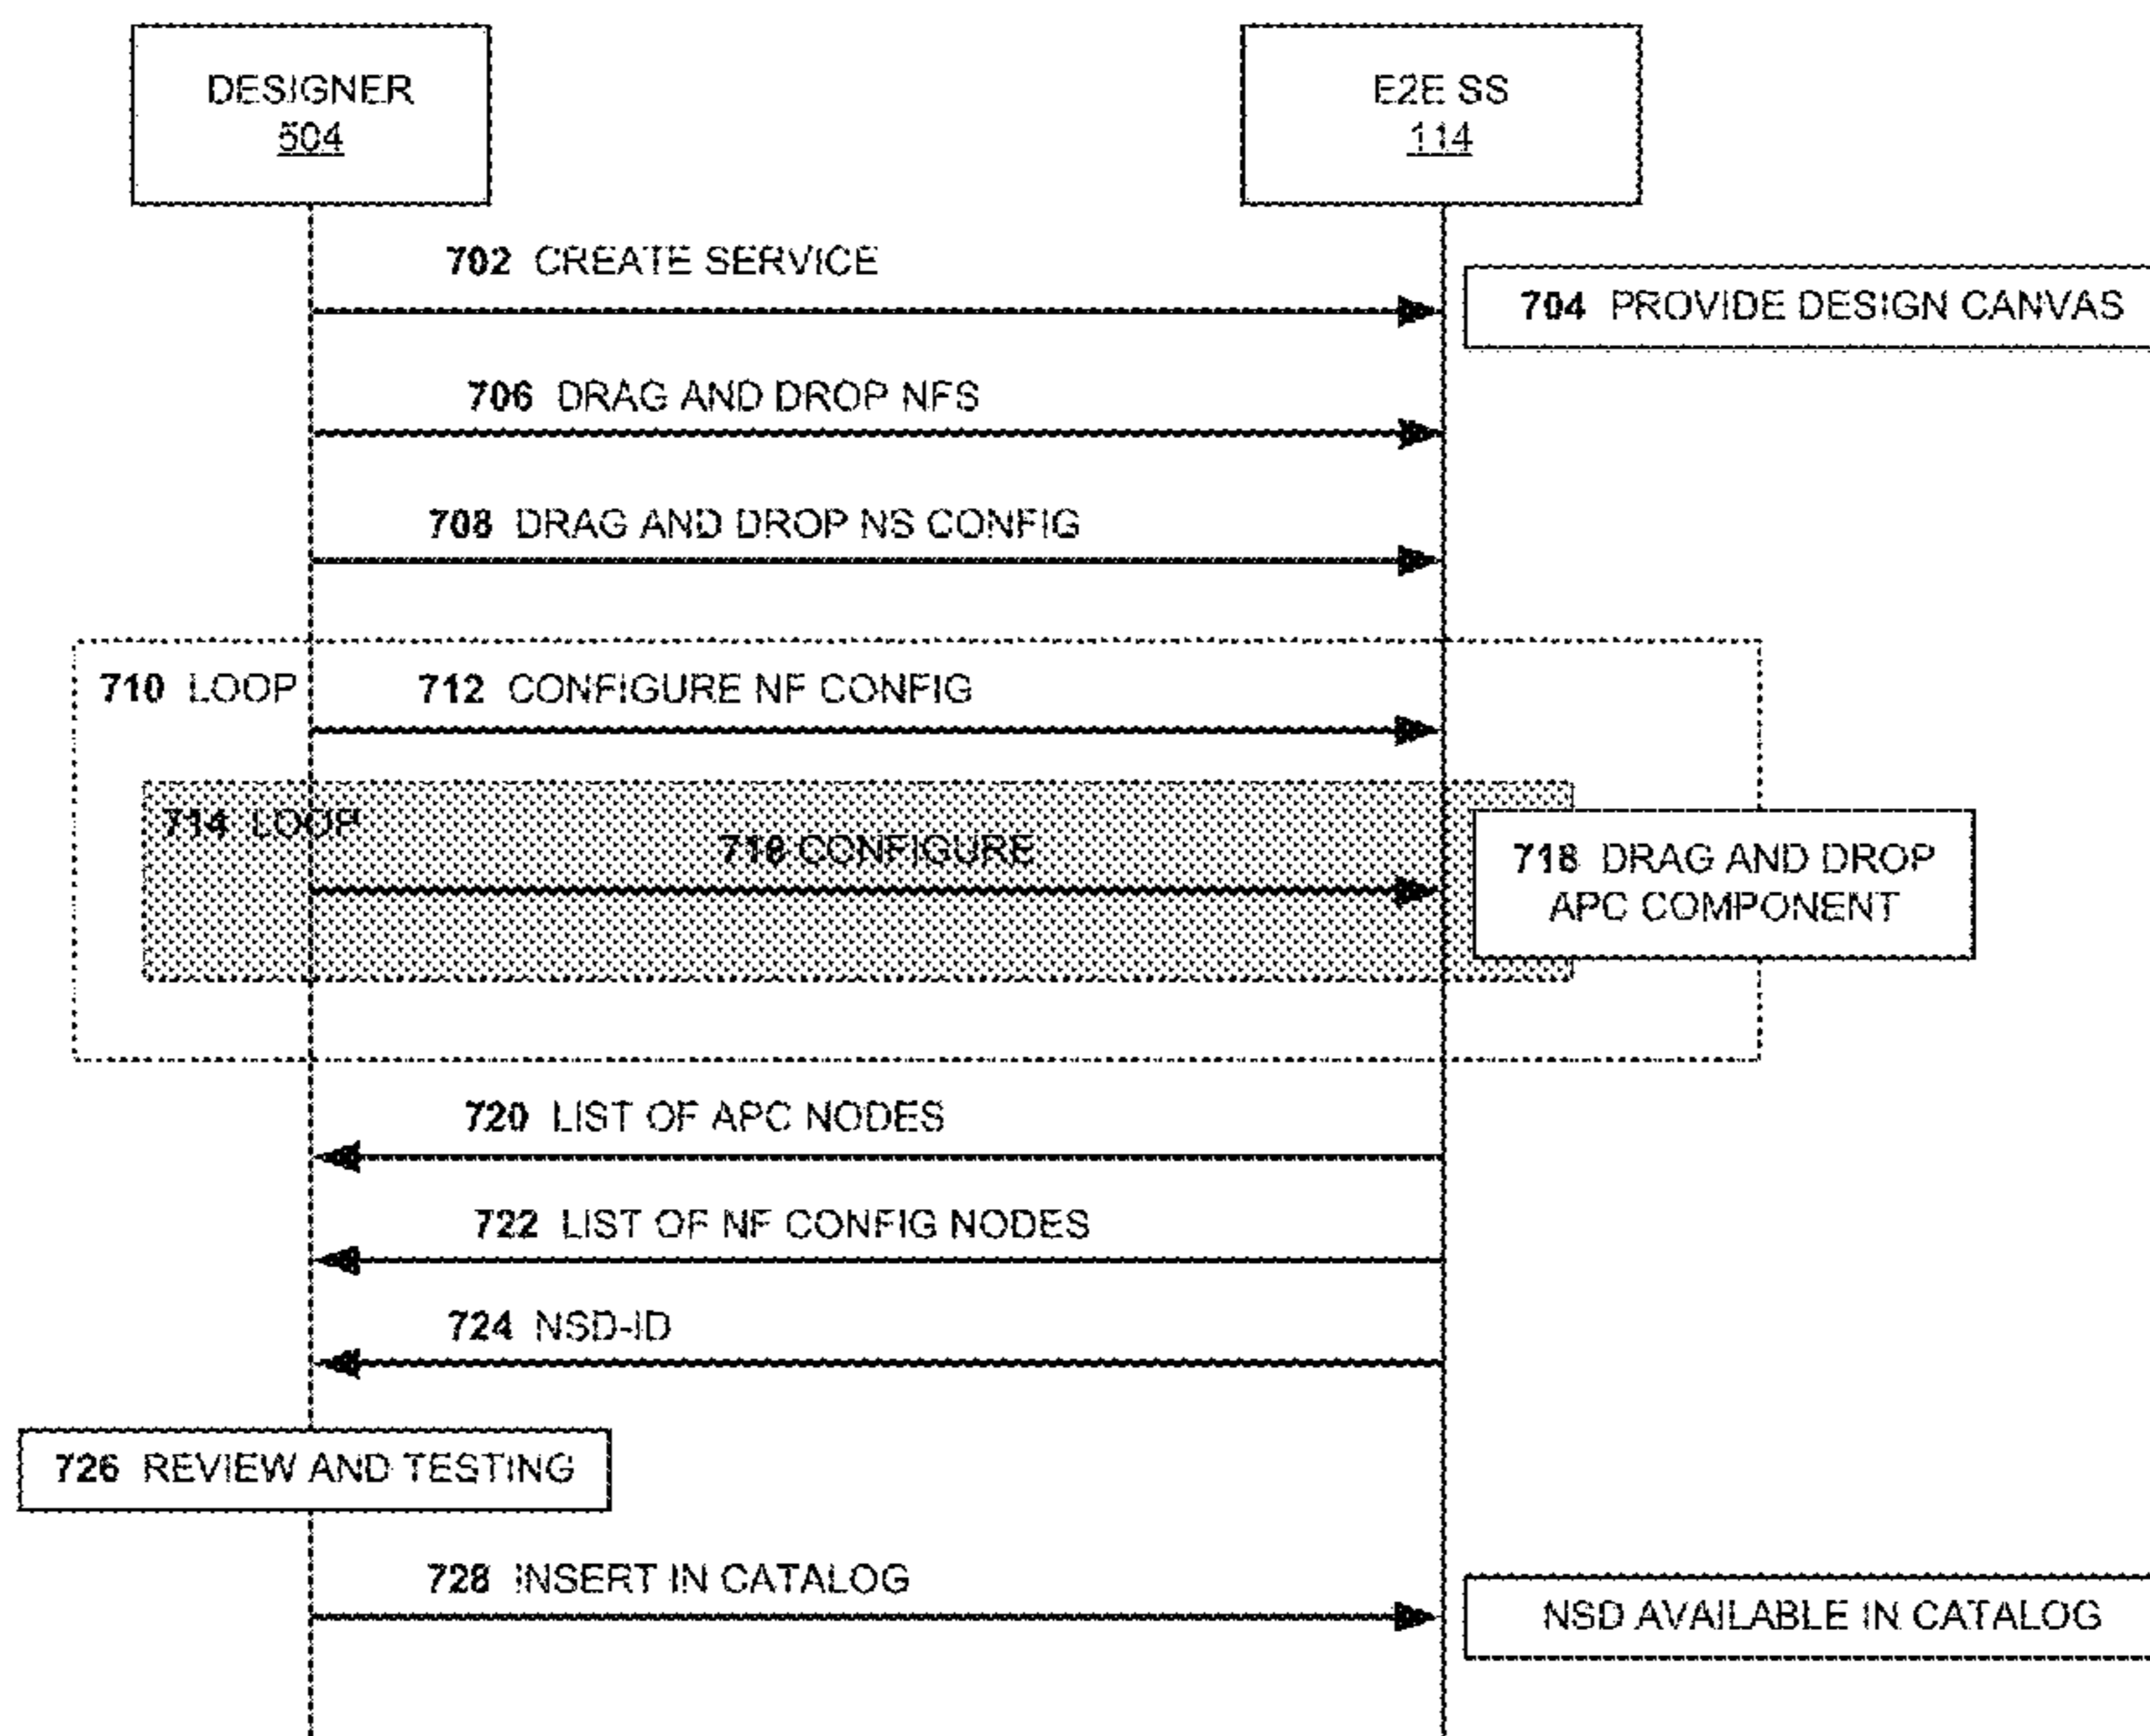 DESIGNER
504
E2E SS
114
702 CREATE SERVICE
704 PROVIDE DESIGN CANVAS
706 DRAG AND DROP NFS
708 DRAG AND DROP NS CONFIG
710 LOOP
712 CONFIGURE NF CONFIG
714 LOOP
716 CONFIGURE
718 DRAG AND DROP
APC COMPONENT
720 LIST OF APC NODES
722 LIST OF NF CONFIG NODES
724 NSD-ID
726 REVIEW AND TESTING
728 INSERT IN CATALOG
NSD AVAILABLE IN CATALOG